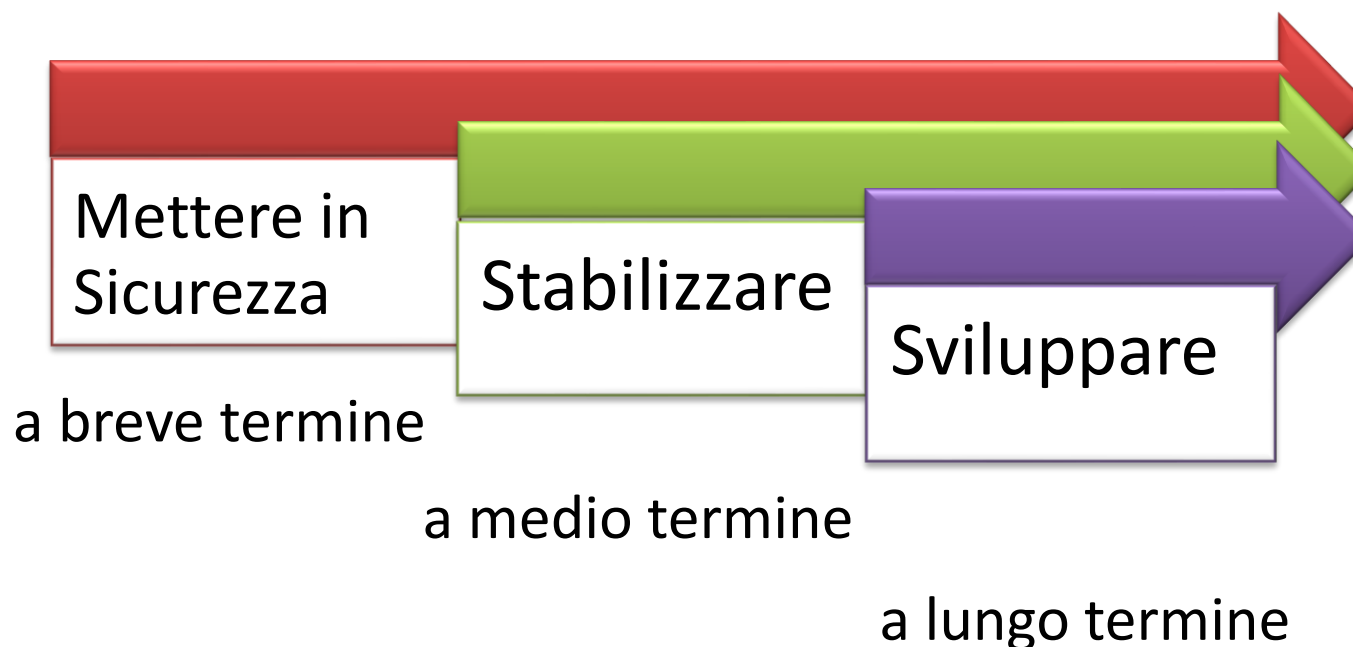 Mettere in
Sicurezza
a breve termine
Stabilizzare
a medio termine
Sviluppare
a lungo termine